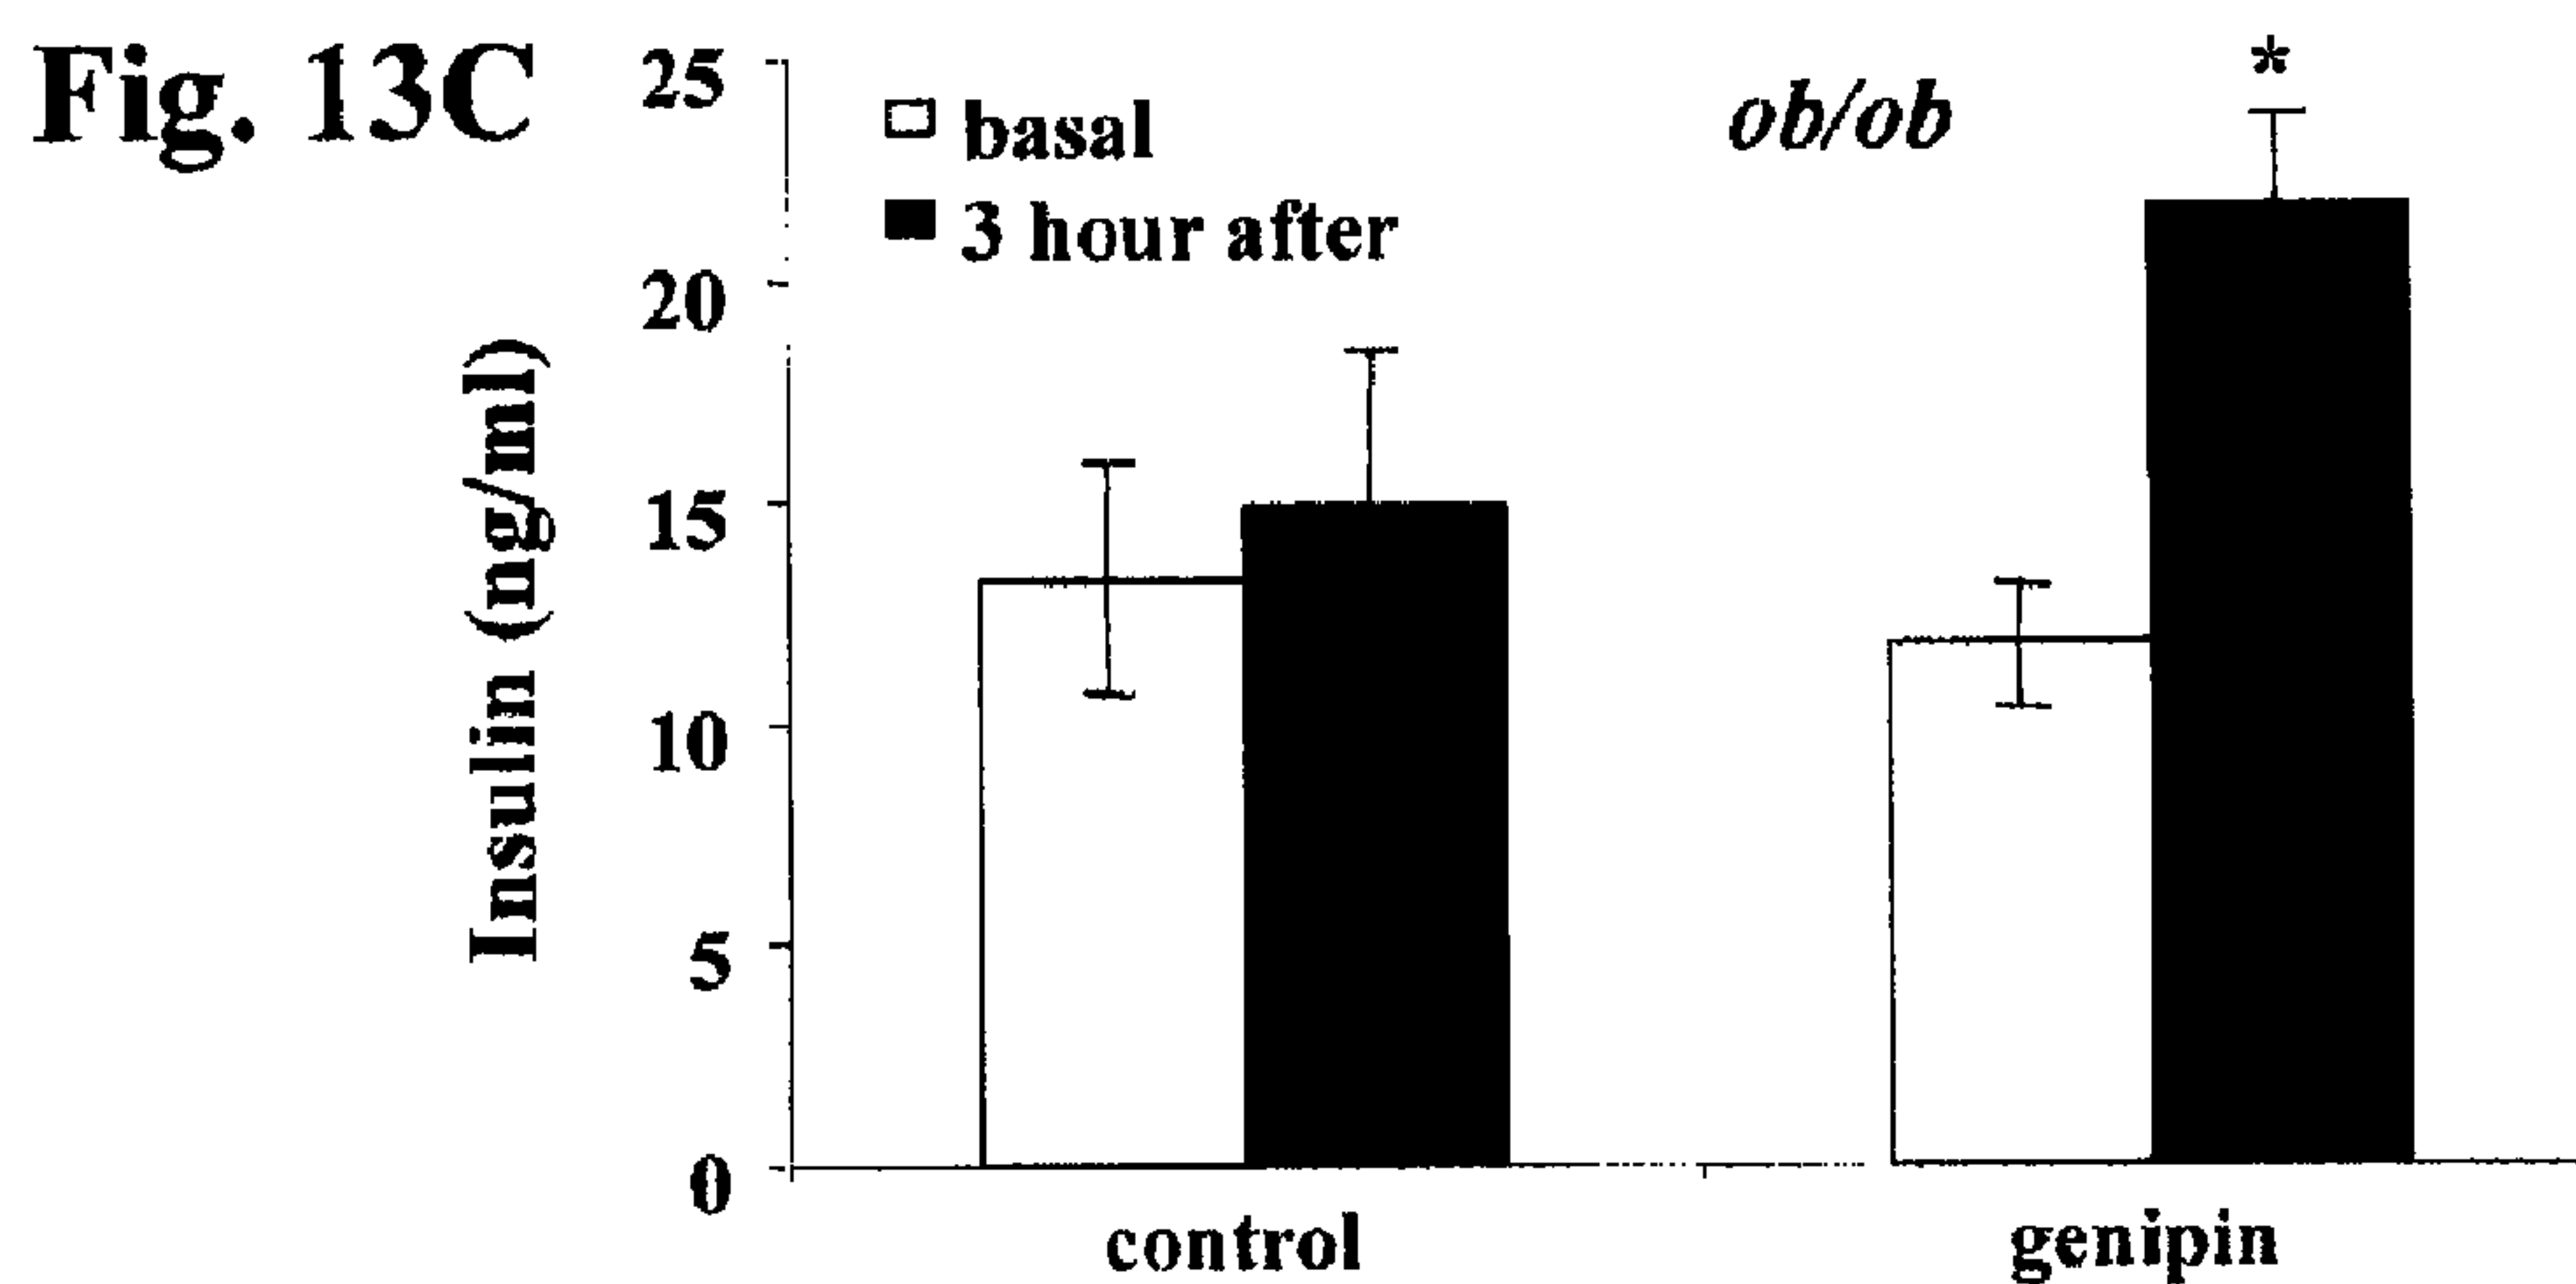 Fig. 13C
ob/ob
*
basal
3 hour after
Insulin (ng/ml)
25
20
15
10
5
0
control
genipin